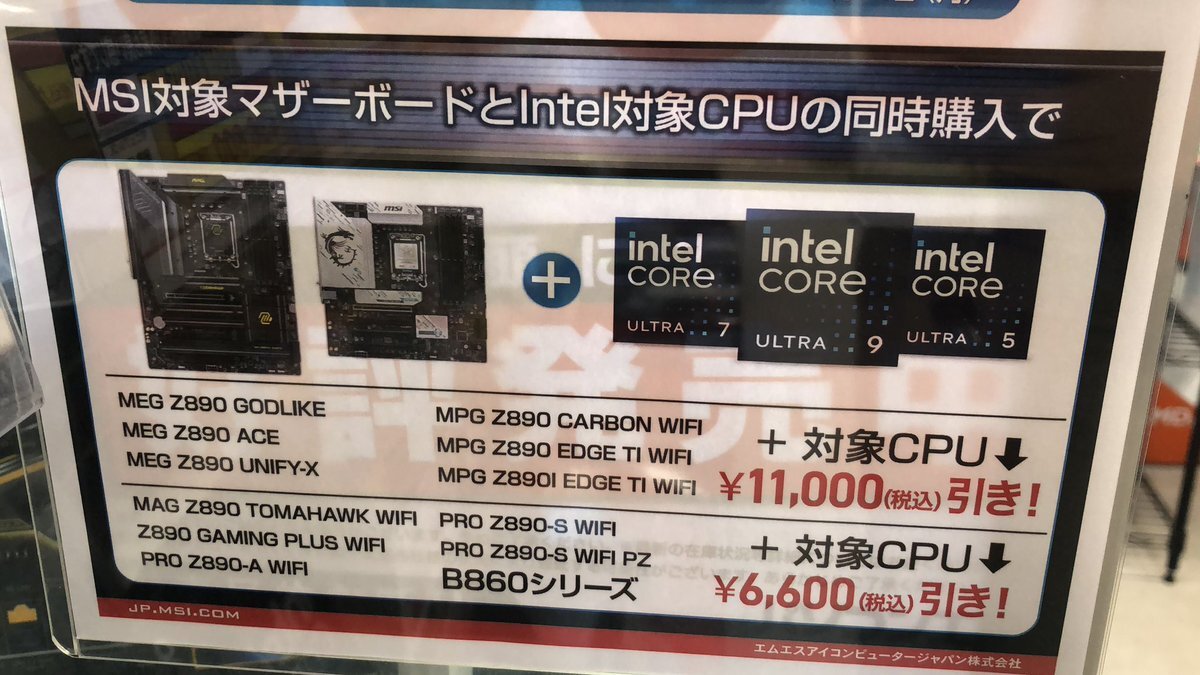 MSI対象マザーボードとIntel対象CPUの同時購入で
msi
+
intel
CORE
ULTRA 7
intel
CORE
ULTRA 9
intel
CORE
ULTRA 5
MEG Z890 GODLIKE
MEG Z890 ACE
MEG Z890 UNIFY-X
MPG Z890 CARBON WIFI
MPG Z890 EDGE TI WIFI
MPG Z890I EDGE TI WIFI
+ 対象CPU↓
¥11,000(税込)引き!
MAG Z890 TOMAHAWK WIFI
Z890 GAMING PLUS WIFI
PRO Z890-A WIFI
PRO Z890-S WIFI
PRO Z890-S WIFI PZ
B860シリーズ
+ 対象CPU↓
¥6,600(税込)引き!
JP.MSI.COM
エムエスアイコンピュータージャパン株式会社